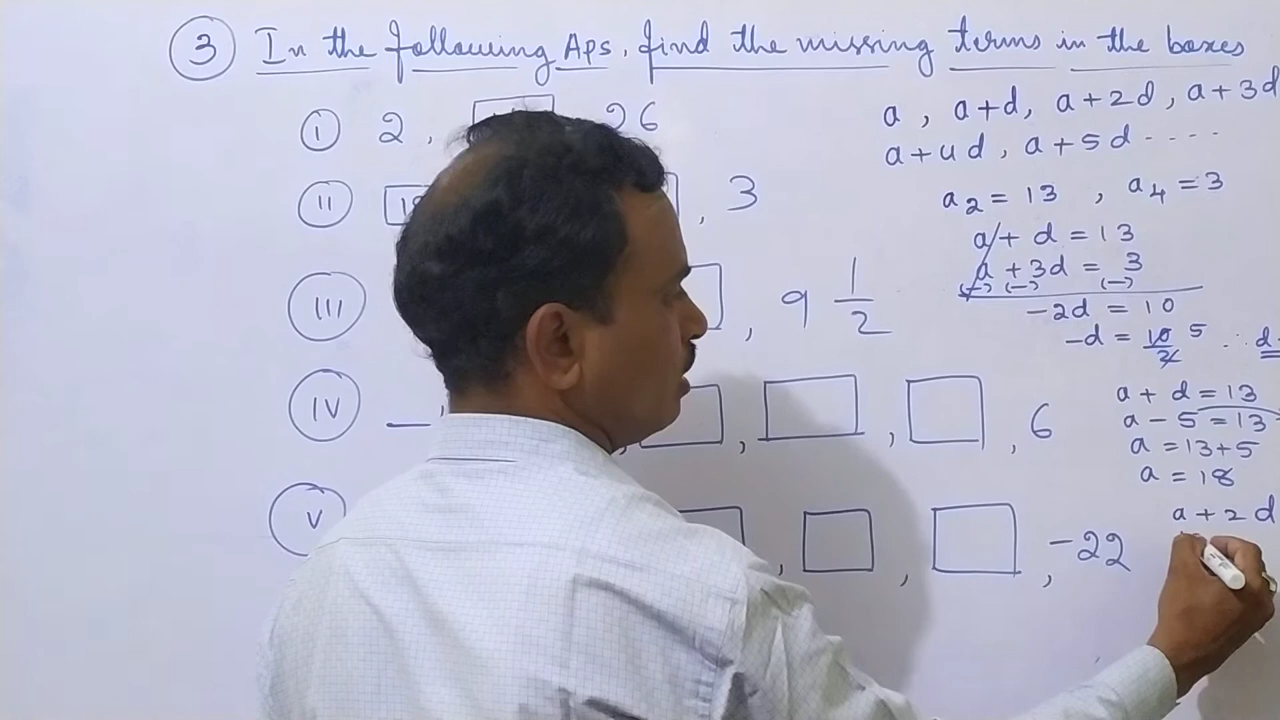 3 In the following Aps, find the missing terms in the boxes
i 2, , 26
ii , 3
iii , 9 1/2
iv , , , , 6
v , , , -22
a, a+d, a+2d, a+3d
a+4d, a+5d ....
a₂ = 13 , a₄ = 3
a + d = 13
a + 3d = 3
(-) (-) (-)
-2d = 10
-d = 10/2 5 ∴ d
a + d = 13
a - 5 = 13
a = 13+5
a = 18
a + 2d